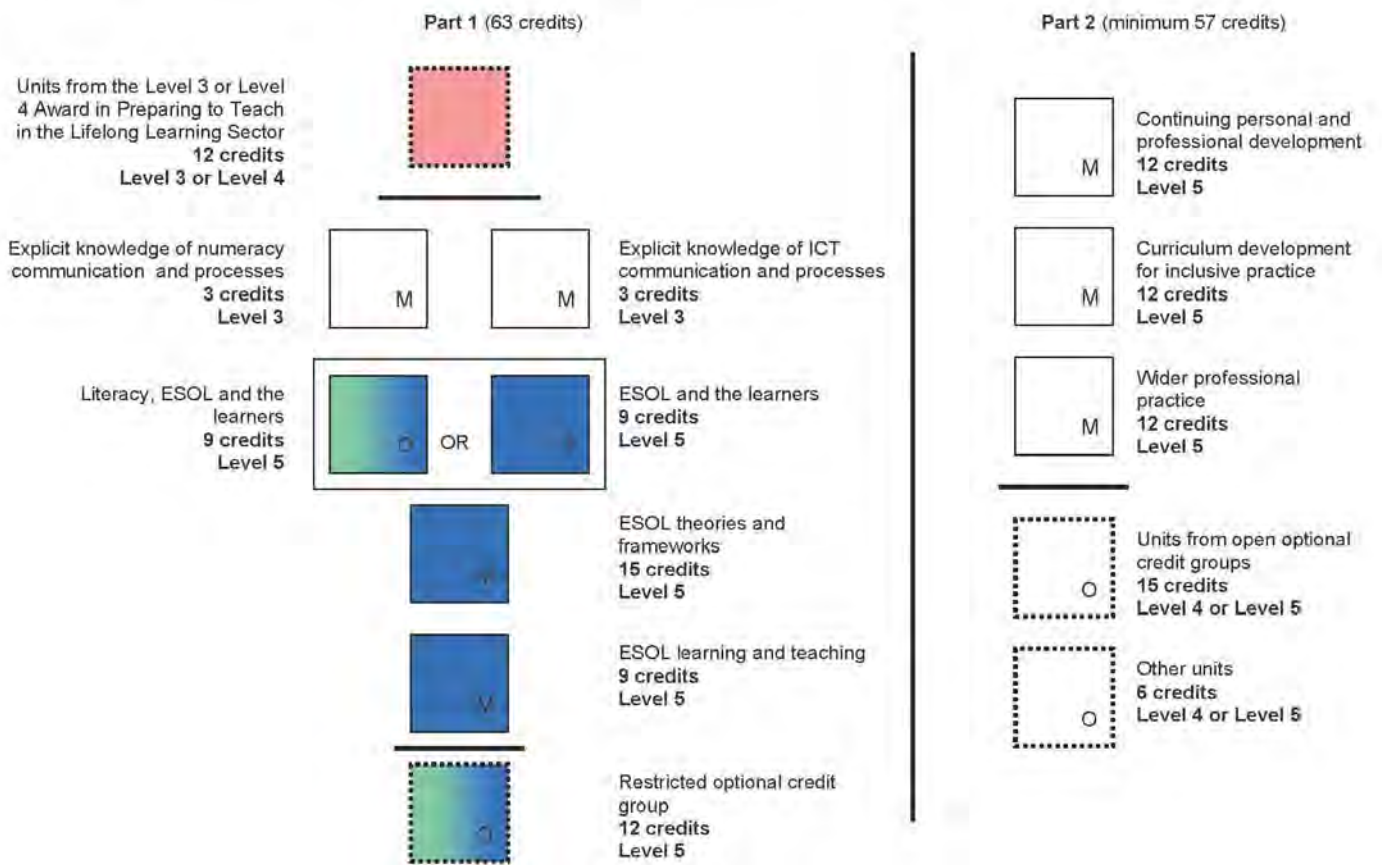 Part 1 (63 credits)
Units from the Level 3 or Level
4 Award in Preparing to Teach
in the Lifelong Learning Sector
12 credits
Level 3 or Level 4
Explicit knowledge of numeracy
communication and processes
3 credits
Level 3
M
M
Explicit knowledge of ICT
communication and processes
3 credits
Level 3
Literacy, ESOL and the
learners
9 credits
Level 5
O
OR
ESOL and the learners
9 credits
Level 5
ESOL theories and
frameworks
15 credits
Level 5
M
ESOL learning and teaching
9 credits
Level 5
O
Restricted optional credit
group
12 credits
Level 5
Part 2 (minimum 57 credits)
M
Continuing personal and
professional development
12 credits
Level 5
M
Curriculum development
for inclusive practice
12 credits
Level 5
M
Wider professional
practice
12 credits
Level 5
O
Units from open optional
credit groups
15 credits
Level 4 or Level 5
O
Other units
6 credits
Level 4 or Level 5